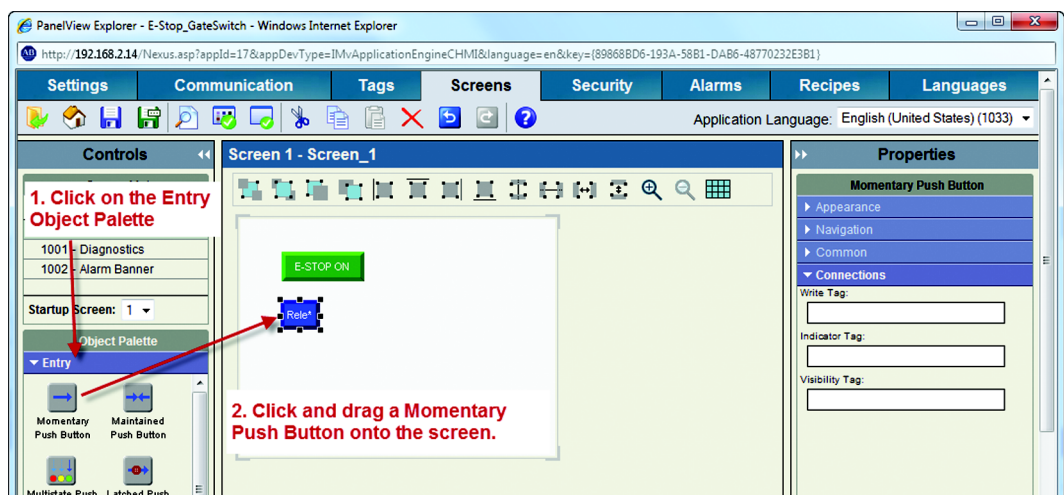 PanelView Explorer - E-Stop_GateSwitch - Windows Internet Explorer
http://192.168.2.14/Nexus.asp?appId=17&appDevType=IMvApplicationEngineCHMI&language=en&key={89868BD6-193A-58B1-DAB6-48770232E3B1}
Settings Communication Tags Screens Security Alarms Recipes Languages
Application Language: English (United States) (1033)
Controls
Screen 1 - Screen_1
Properties
1. Click on the Entry
Object Palette
1001 - Diagnostics
1002 - Alarm Banner
Startup Screen: 1
Object Palette
Entry
Momentary
Push Button
Maintained
Push Button
Multistate Push
Latched Push
E-STOP ON
Rele*
2. Click and drag a Momentary
Push Button onto the screen.
Momentary Push Button
Appearance
Navigation
Common
Connections
Write Tag:
Indicator Tag:
Visibility Tag: